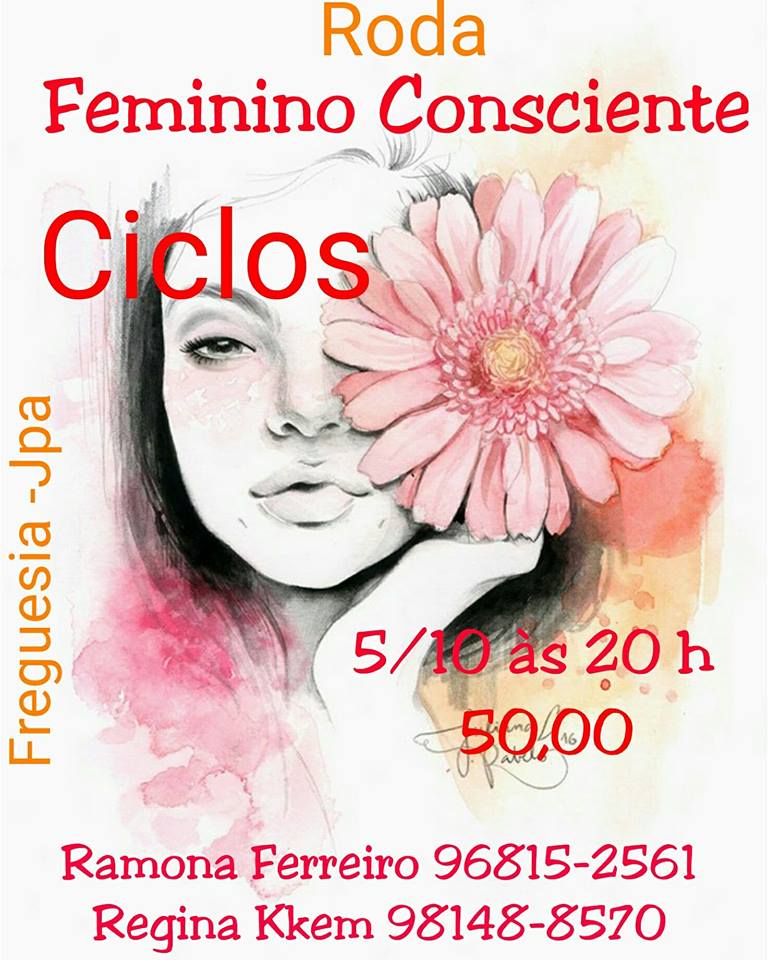 Roda
Feminino Consciente
Ciclos
Freguesia -Jpa
5/10 às 20 h
50,00
16
Ramona Ferreiro 96815-2561
Regina Kkem 98148-8570